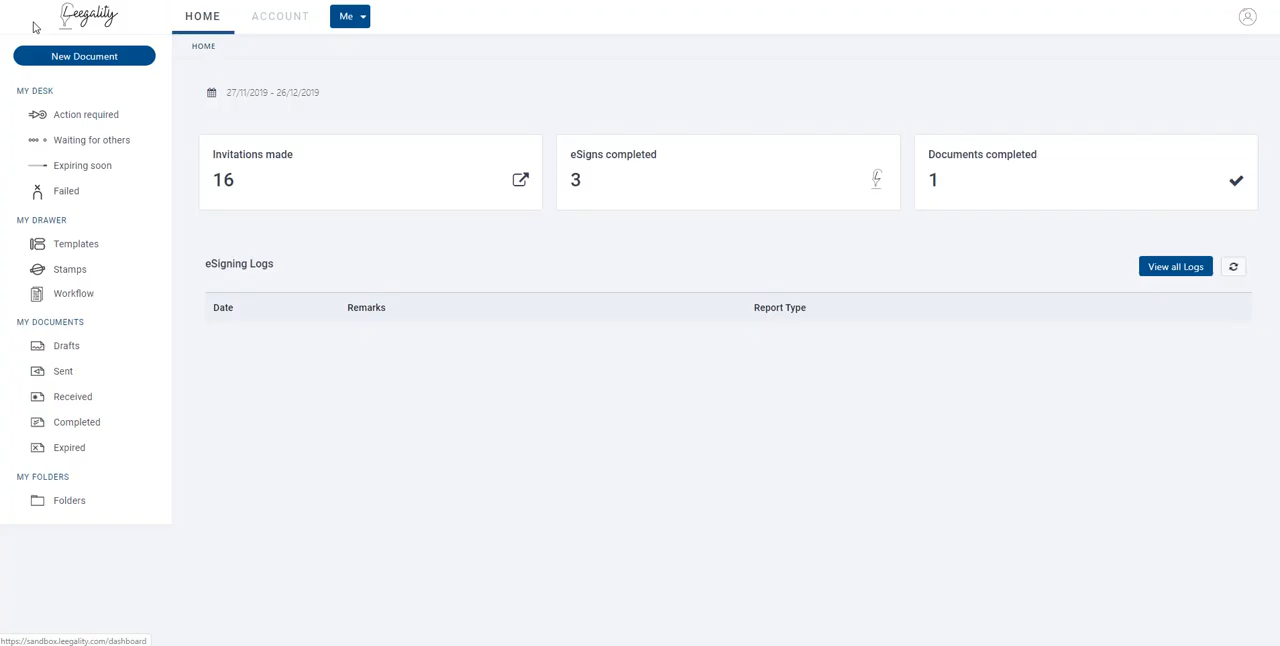 Leegality
HOME
ACCOUNT
Me
New Document
HOME
MY DESK
Action required
Waiting for others
Expiring soon
Failed
MY DRAWER
Templates
Stamps
Workflow
MY DOCUMENTS
Drafts
Sent
Received
Completed
Expired
MY FOLDERS
Folders
27/11/2019 - 26/12/2019
Invitations made
16
eSigns completed
3
Documents completed
1
eSigning Logs
View all Logs
Date Remarks Report Type
https://sandbox.leegality.com/dashboard